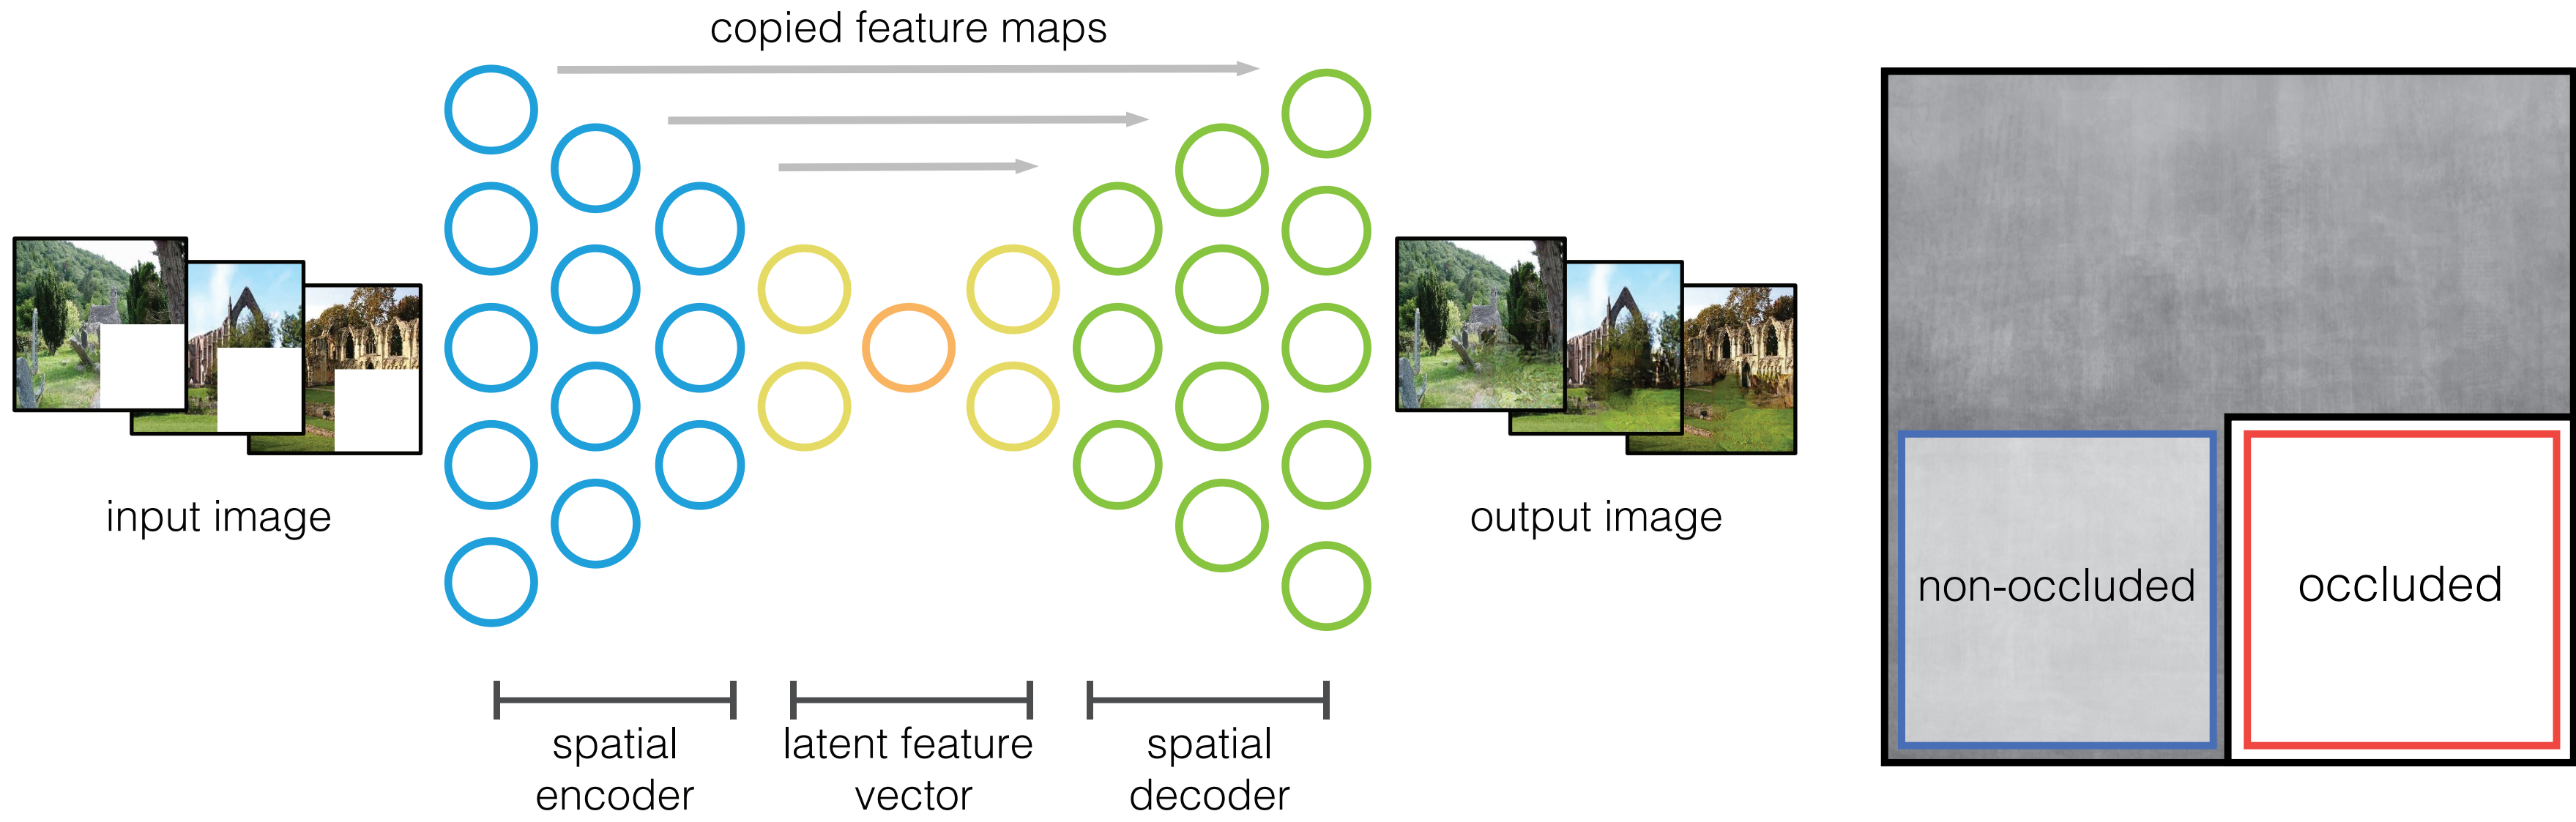 copied feature maps
input image
output image
non-occluded
occluded
spatial
encoder
latent feature
vector
spatial
decoder